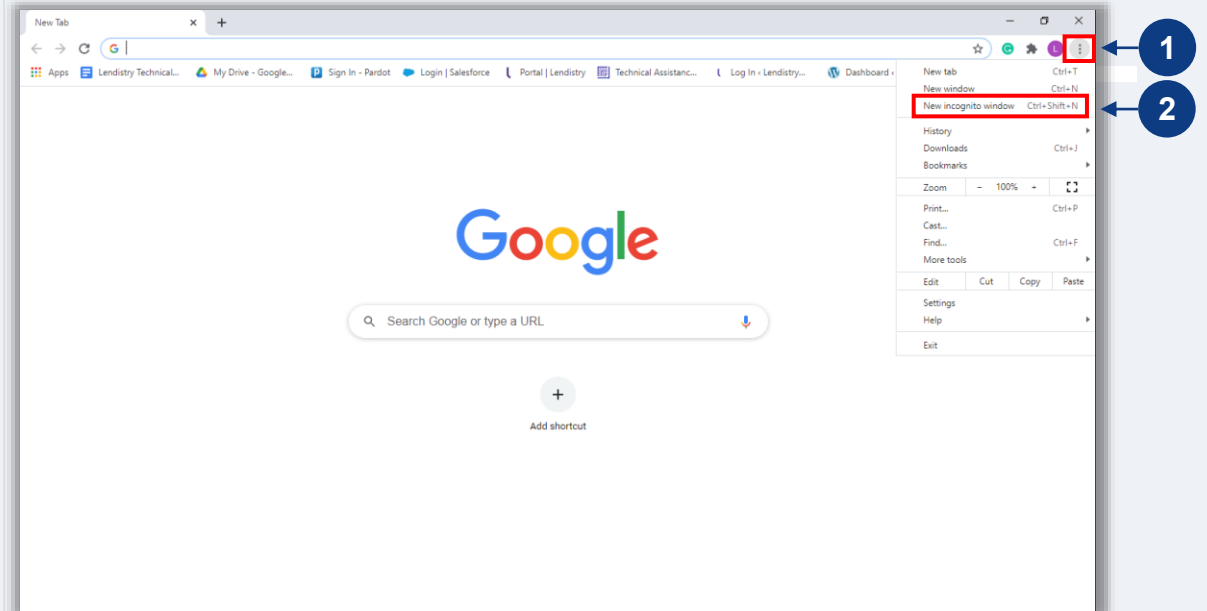 New Tab
G
Apps Lendistry Technical... My Drive - Google... Sign In - Pardot Login | Salesforce Portal | Lendistry Technical Assistanc... Log In ‹ Lendistry... Dashboard ‹
L
1
New tab Ctrl+T
New window Ctrl+N
New incognito window Ctrl+Shift+N
2
History
Downloads Ctrl+J
Bookmarks
Zoom - 100% +
Print... Ctrl+P
Cast...
Find... Ctrl+F
More tools
Edit Cut Copy Paste
Settings
Help
Exit
Google
Search Google or type a URL
Add shortcut